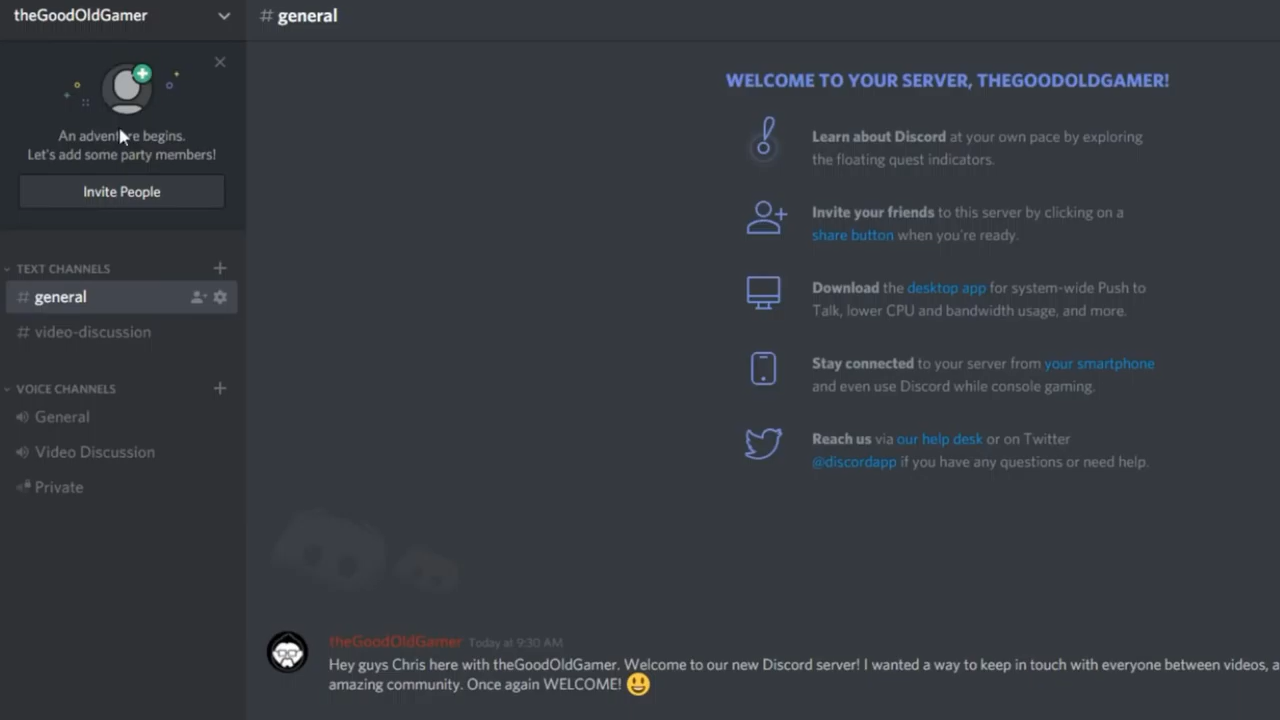 theGoodOldGamer
# general
An adventure begins.
Let's add some party members!
Invite People
TEXT CHANNELS
# general
# video-discussion
VOICE CHANNELS
General
Video Discussion
Private
WELCOME TO YOUR SERVER, THEGOODOLDGAMER!
Learn about Discord at your own pace by exploring
the floating quest indicators.
Invite your friends to this server by clicking on a
share button when you're ready.
Download the desktop app for system-wide Push to
Talk, lower CPU and bandwidth usage, and more.
Stay connected to your server from your smartphone
and even use Discord while console gaming.
Reach us via our help desk or on Twitter
@discordapp if you have any questions or need help.
theGoodOldGamer Today at 9:30 AM
Hey guys Chris here with theGoodOldGamer. Welcome to our new Discord server! I wanted a way to keep in touch with everyone between videos, a
amazing community. Once again WELCOME! 😃